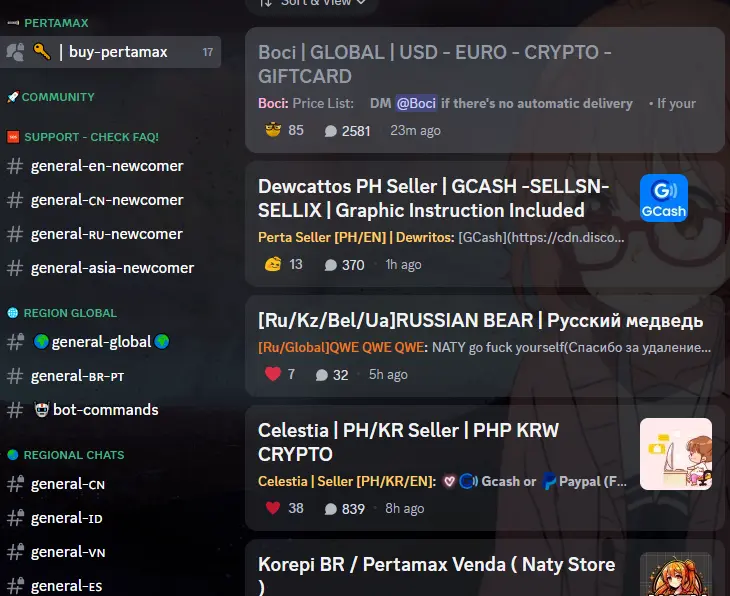 PERTAMAX
| buy-pertamax 17
COMMUNITY
SUPPORT - CHECK FAQ!
general-en-newcomer
general-CN-newcomer
general-RU-newcomer
general-asia-newcomer
REGION GLOBAL
general-global
general-BR-PT
bot-commands
REGIONAL CHATS
general-CN
general-ID
general-VN
general-ES
Sort & View
Boci | GLOBAL | USD - EURO - CRYPTO -
GIFTCARD
Boci: Price List: DM @Boci if there's no automatic delivery • If your
85 2581 23m ago
Dewcattos PH Seller | GCASH -SELLSN-
SELLIX | Graphic Instruction Included
GCash
Perta Seller [PH/EN] | Dewritos: [GCash](https://cdn.disco...
13 370 • 1h ago
[Ru/Kz/Bel/Ua]RUSSIAN BEAR | Русский медведь
[Ru/Global]QWE QWE QWE: NATY go fuck yourself(Спасибо за удаление...
7 32 • 5h ago
Celestia | PH/KR Seller | PHP KRW
CRYPTO
Celestia | Seller [PH/KR/EN]: Gcash or Paypal (F...
38 839 • 8h ago
Korepi BR / Pertamax Venda ( Naty Store
)